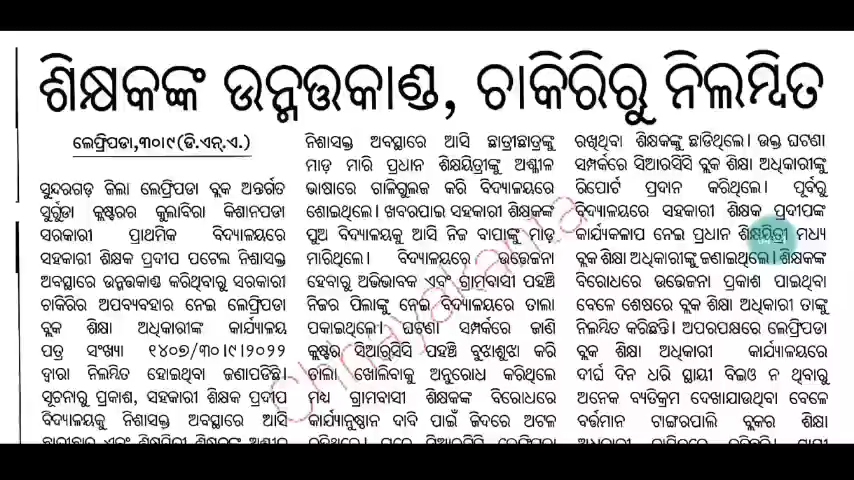 ଶିକ୍ଷକଙ୍କ ଉନ୍ମତ୍ତକାଣ୍ଡ, ଚାକିରିରୁ ନିଲମ୍ବିତ
ଲେଫ୍ରିପଡା,୩୦।୯(ଡି.ଏନ୍.ଏ.)
ସୁନ୍ଦରଗଡ଼ ଜିଲା ଲେଫ୍ରିପଡା ବ୍ଲକ ଅନ୍ତର୍ଗତ
ସୁର୍ଗୁଡା କ୍ଲଷ୍ଟରର କୁଲାବିରା କିଶାନପଡା
ସରକାରୀ ପ୍ରାଥମିକ ବିଦ୍ୟାଳୟରେ
ସହକାରୀ ଶିକ୍ଷକ ପ୍ରଦୀପ ପଟେଲ ନିଶାସକ୍ତ
ଅବସ୍ଥାରେ ଉନ୍ମତ୍ତକାଣ୍ଡ କରିଥିବାରୁ ସରକାରୀ
ଚାକିରିର ଅପବ୍ୟବହାର ନେଇ ଲେଫ୍ରିପଡା
ବ୍ଲକ ଶିକ୍ଷା ଅଧିକାରୀଙ୍କ କାର୍ଯ୍ୟାଳୟ
ପତ୍ର ସଂଖ୍ୟା ୧୪୦୭/୩୦।୯।୨୦୨୨
ଦ୍ୱାରା ନିଲମ୍ବିତ ହୋଇଥିବା ଜଣାପଡିଛି।
ସୂଚନାରୁ ପ୍ରକାଶ, ସହକାରୀ ଶିକ୍ଷକ ପ୍ରଦୀପ
ବିଦ୍ୟାଳୟକୁ ନିଶାସକ୍ତ ଅବସ୍ଥାରେ ଆସି
ନିଶାସକ୍ତ ଅବସ୍ଥାରେ ଆସି ଛାତ୍ରୀଛାତ୍ରଙ୍କୁ
ମାଡ଼ ମାରି ପ୍ରଧାନ ଶିକ୍ଷୟିତ୍ରୀଙ୍କୁ ଅଶ୍ଳୀଳ
ଭାଷାରେ ଗାଳିଗୁଲଜ କରି ବିଦ୍ୟାଳୟରେ
ଶୋଇଥିଲେ। ଖବରପାଇ ସହକାରୀ ଶିକ୍ଷକଙ୍କ
ପୁଅ ବିଦ୍ୟାଳୟକୁ ଆସି ନିଜ ବାପାଙ୍କୁ ମାଡ଼
ମାରିଥିଲେ। ବିଦ୍ୟାଳୟରେ ଉତ୍ତେଜନା
ହେବାରୁ ଅଭିଭାବକ ଏବଂ ଗ୍ରାମବାସୀ ପହଞ୍ଚି
ନିଜର ପିଲାଙ୍କୁ ନେଇ ବିଦ୍ୟାଳୟରେ ତାଲା
ପକାଇଥିଲେ। ଘଟଣା ସମ୍ପର୍କରେ ଜାଣି
କ୍ଲଷ୍ଟର ସିଆର୍‌ସିସି ପହଞ୍ଚି ବୁଝାଶୁଝା କରି
ତାଲା ଖୋଲିବାକୁ ଅନୁରୋଧ କରିଥିଲେ
ମଧ୍ୟ ଗ୍ରାମବାସୀ ଶିକ୍ଷକଙ୍କ ବିରୋଧରେ
କାର୍ଯ୍ୟାନୁଷ୍ଠାନ ଦାବି ପାଇଁ ଜିଦରେ ଅଟଳ
ରଖିଥିବା ଶିକ୍ଷକଙ୍କୁ ଛାଡିଥିଲେ। ଉକ୍ତ ଘଟଣା
ସମ୍ପର୍କରେ ସିଆରସିସି ବ୍ଲକ ଶିକ୍ଷା ଅଧିକାରୀଙ୍କୁ
ରିପୋର୍ଟ ପ୍ରଦାନ କରିଥିଲେ। ପୂର୍ବରୁ
ବିଦ୍ୟାଳୟରେ ସହକାରୀ ଶିକ୍ଷକ ପ୍ରଦୀପଙ୍କ
କାର୍ଯ୍ୟକଳାପ ନେଇ ପ୍ରଧାନ ଶିକ୍ଷୟିତ୍ରୀ ମଧ୍ୟ
ବ୍ଲକ ଶିକ୍ଷା ଅଧିକାରୀଙ୍କୁ ଜଣାଇଥିଲେ। ଶିକ୍ଷକଙ୍କ
ବିରୋଧରେ ଉତ୍ତେଜନା ପ୍ରକାଶ ପାଇଥିବା
ବେଳେ ଶେଷରେ ବ୍ଲକ ଶିକ୍ଷା ଅଧିକାରୀ ତାଙ୍କୁ
ନିଲମ୍ବିତ କରିଛନ୍ତି। ଅପରପକ୍ଷରେ ଲେଫ୍ରିପଡା
ବ୍ଲକ ଶିକ୍ଷା ଅଧିକାରୀ କାର୍ଯ୍ୟାଳୟରେ
ଦୀର୍ଘ ଦିନ ଧରି ସ୍ଥାୟୀ ବିଇଓ ନ ଥିବାରୁ
ଅନେକ ବ୍ୟତିକ୍ରମ ଦେଖାଯାଉଥିବା ବେଳେ
ବର୍ତ୍ତମାନ ଟାଙ୍ଗରପାଲି ବ୍ଲକର ଶିକ୍ଷା
Chhayakanta